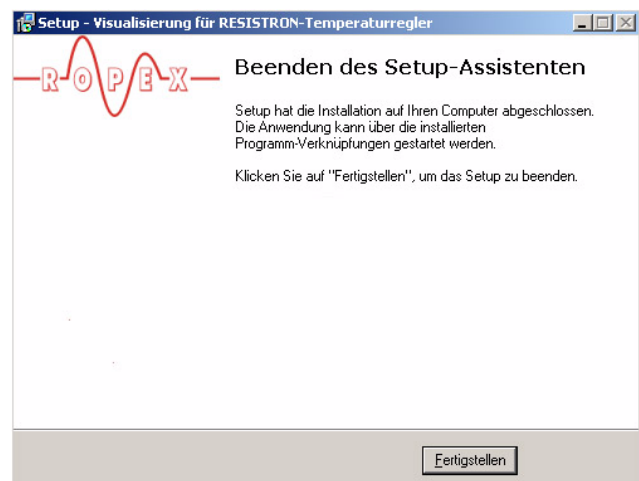 Setup - Visualisierung für RESISTRON-Temperaturregler
ROPEX
Beenden des Setup-Assistenten
Setup hat die Installation auf Ihren Computer abgeschlossen.
Die Anwendung kann über die installierten
Programm-Verknüpfungen gestartet werden.
Klicken Sie auf "Fertigstellen", um das Setup zu beenden.
Fertigstellen